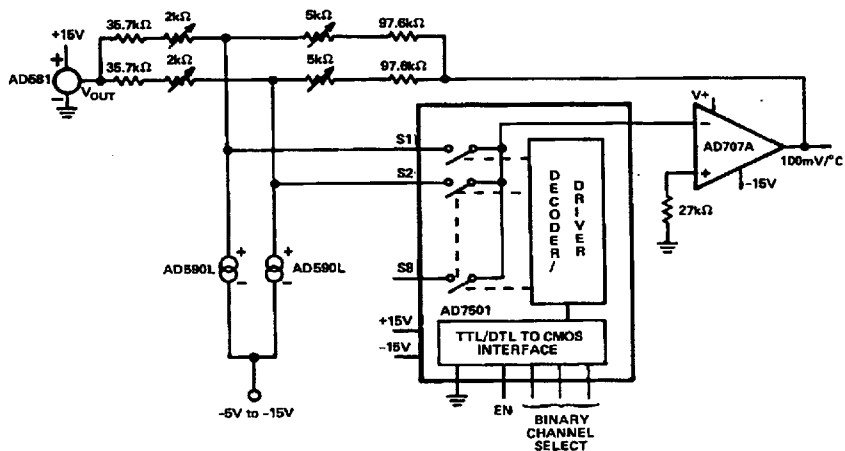 35.7kΩ 2kΩ 5kΩ 97.6kΩ
+15V
+
35.7kΩ 2kΩ 5kΩ 97.6kΩ
AD581
−
VOUT
V+
S1
−
AD707A
S2
100mV/°C
+
−15V
DECODER/
DRIVER
27kΩ
+ +
AD590L AD590L
− −
S8
AD7501
+15V
TTL/DTL TO CMOS
INTERFACE
−15V
−5V to −15V
EN
BINARY
CHANNEL
SELECT